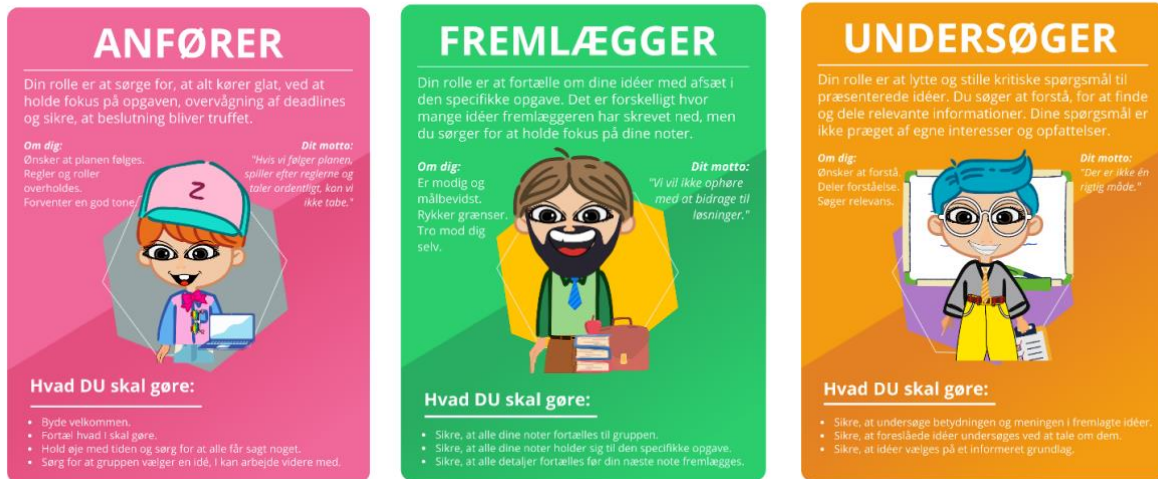 ANFØRER
Din rolle er at sørge for, at alt kører glat, ved at
holde fokus på opgaven, overvågning af deadlines
og sikre, at beslutning bliver truffet.
Om dig:
Ønsker at planen følges.
Regler og roller
overholdes.
Forventer en god tone.
Dit motto:
"Hvis vi følger planen,
spiller efter reglerne og
taler ordentligt, kan vi
ikke tabe."
Z
Hvad DU skal gøre:
• Byde velkommen.
• Fortæl hvad I skal gøre.
• Hold øje med tiden og sørg for at alle får sagt noget.
• Sørg for at gruppen vælger en idé, I kan arbejde videre med.
FREMLÆGGER
Din rolle er at fortælle om dine idéer med afsæt i
den specifikke opgave. Det er forskelligt hvor
mange idéer fremlæggeren har skrevet ned, men
du sørger for at holde fokus på dine noter.
Om dig:
Er modig og
målbevidst.
Rykker grænser.
Tro mod dig
selv.
Dit motto:
"Vi vil ikke ophøre
med at bidrage til
løsninger."
Hvad DU skal gøre:
• Sikre, at alle dine noter fortælles til gruppen.
• Sikre, at alle dine noter holder sig til den specifikke opgave.
• Sikre, at alle detaljer fortælles før din næste note fremlægges.
UNDERSØGER
Din rolle er at lytte og stille kritiske spørgsmål til
præsenterede idéer. Du søger at forstå, for at finde
og dele relevante informationer. Dine spørgsmål er
ikke præget af egne interesser og opfattelser.
Om dig:
Ønsker at forstå.
Deler forståelse.
Søger relevans.
Dit motto:
"Der er ikke én
rigtig måde."
Hvad DU skal gøre:
• Sikre, at undersøge betydningen og meningen i fremlagte idéer.
• Sikre, at foreslåede idéer undersøges ved at tale om dem.
• Sikre, at idéer vælges på et informeret grundlag.